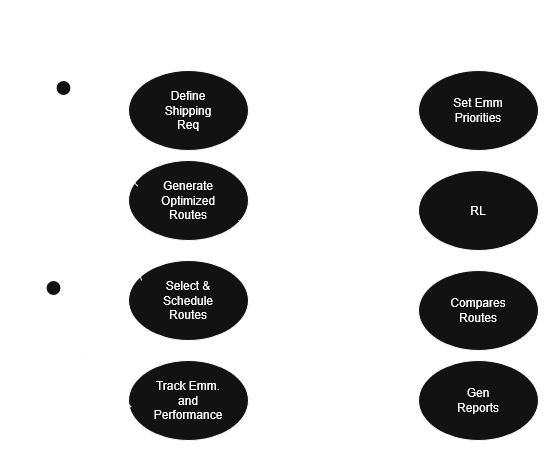 Define
Shipping
Req
Set Emm
Priorities
Generate
Optimized
Routes
RL
Select &
Schedule
Routes
Compares
Routes
Track Emm.
and
Performance
Gen
Reports